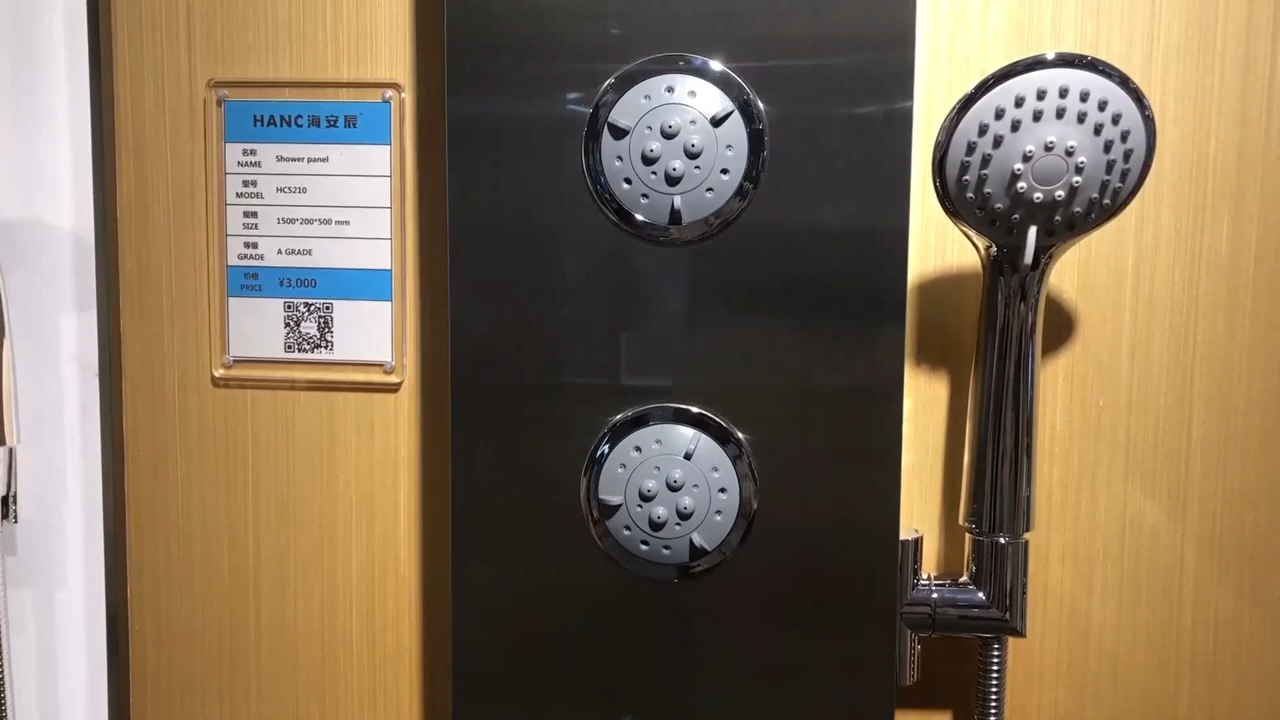 HANC海安辰
名称
NAME Shower panel
型号
MODEL HC5210
规格
SIZE 1500*200*500 mm
等级
GRADE A GRADE
价格
PRICE ¥3,000